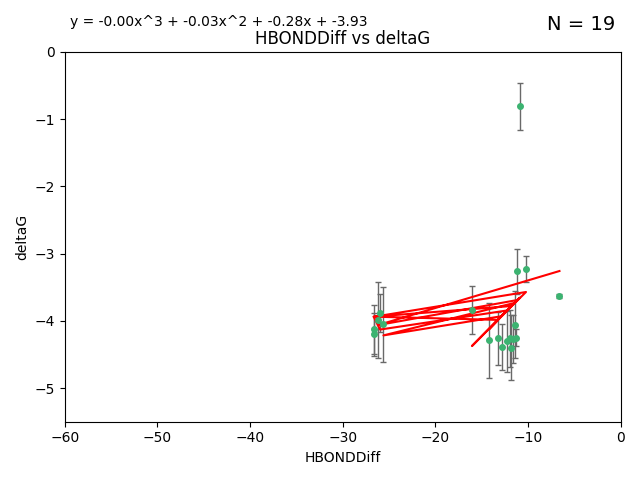 y = -0.00x^3 + -0.03x^2 + -0.28x + -3.93
N = 19
HBONDDiff vs deltaG
0
−1
−2
−3
−4
−5
deltaG
−60 −50 −40 −30 −20 −10 0
HBONDDiff